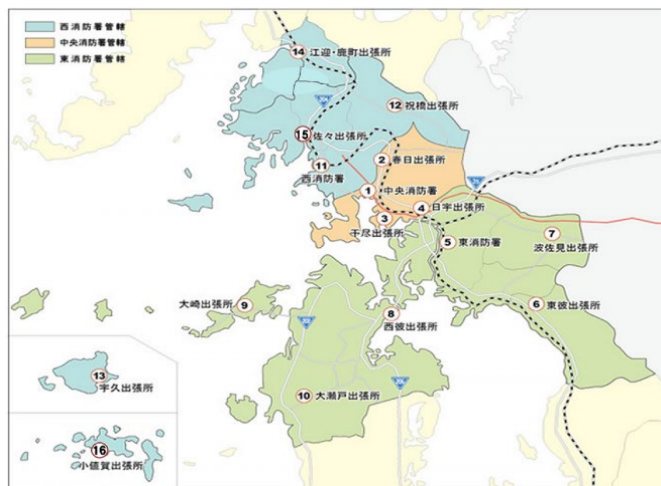 西消防署管轄
中央消防署管轄
東消防署管轄
14
江迎・鹿町出張所
12
祝橋出張所
15
佐々出張所
11
西消防署
2
春日出張所
1
中央消防署
4
日宇出張所
3
干尽出張所
5
東消防署
7
波佐見出張所
大崎出張所
9
8
西彼出張所
6
東彼出張所
10
大瀬戸出張所
13
宇久出張所
16
小値賀出張所